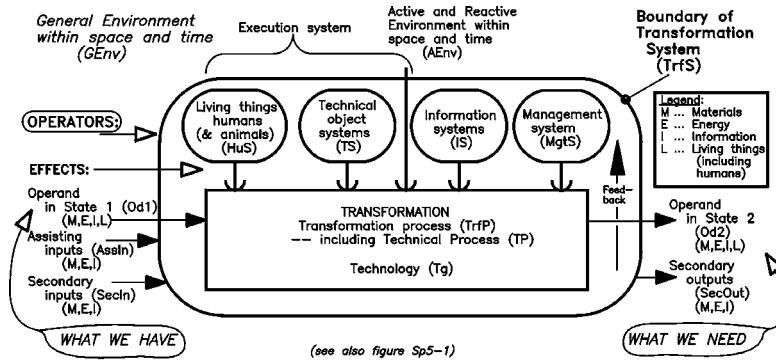 General Environment
within space and time
(GEnv)
Execution system
Active and Reactive
Environment within
space and time
(AEnv)
Boundary of
Transformation
System
(TrfS)
OPERATORS:
Living things
humans
(& animals)
(HuS)
Technical
object
systems
(TS)
Information
systems
(IS)
Management
system
(MgtS)
Legend:
M ... Materials
E ... Energy
I ... Information
L ... Living things
(including
humans)
EFFECTS:
Feed-
back
Operand
in State 1 (Od1)
(M,E,I,L)
Assisting
inputs (AssIn)
(M,E,I)
Secondary
inputs (SecIn)
(M,E,I)
TRANSFORMATION
Transformation process (TrfP)
—— including Technical Process (TP)
Technology (Tg)
Operand
in State 2
(Od2)
(M,E,I,L)
Secondary
outputs
(SecOut)
(M,E,I)
WHAT WE HAVE
(see also figure Sp5-1)
WHAT WE NEED